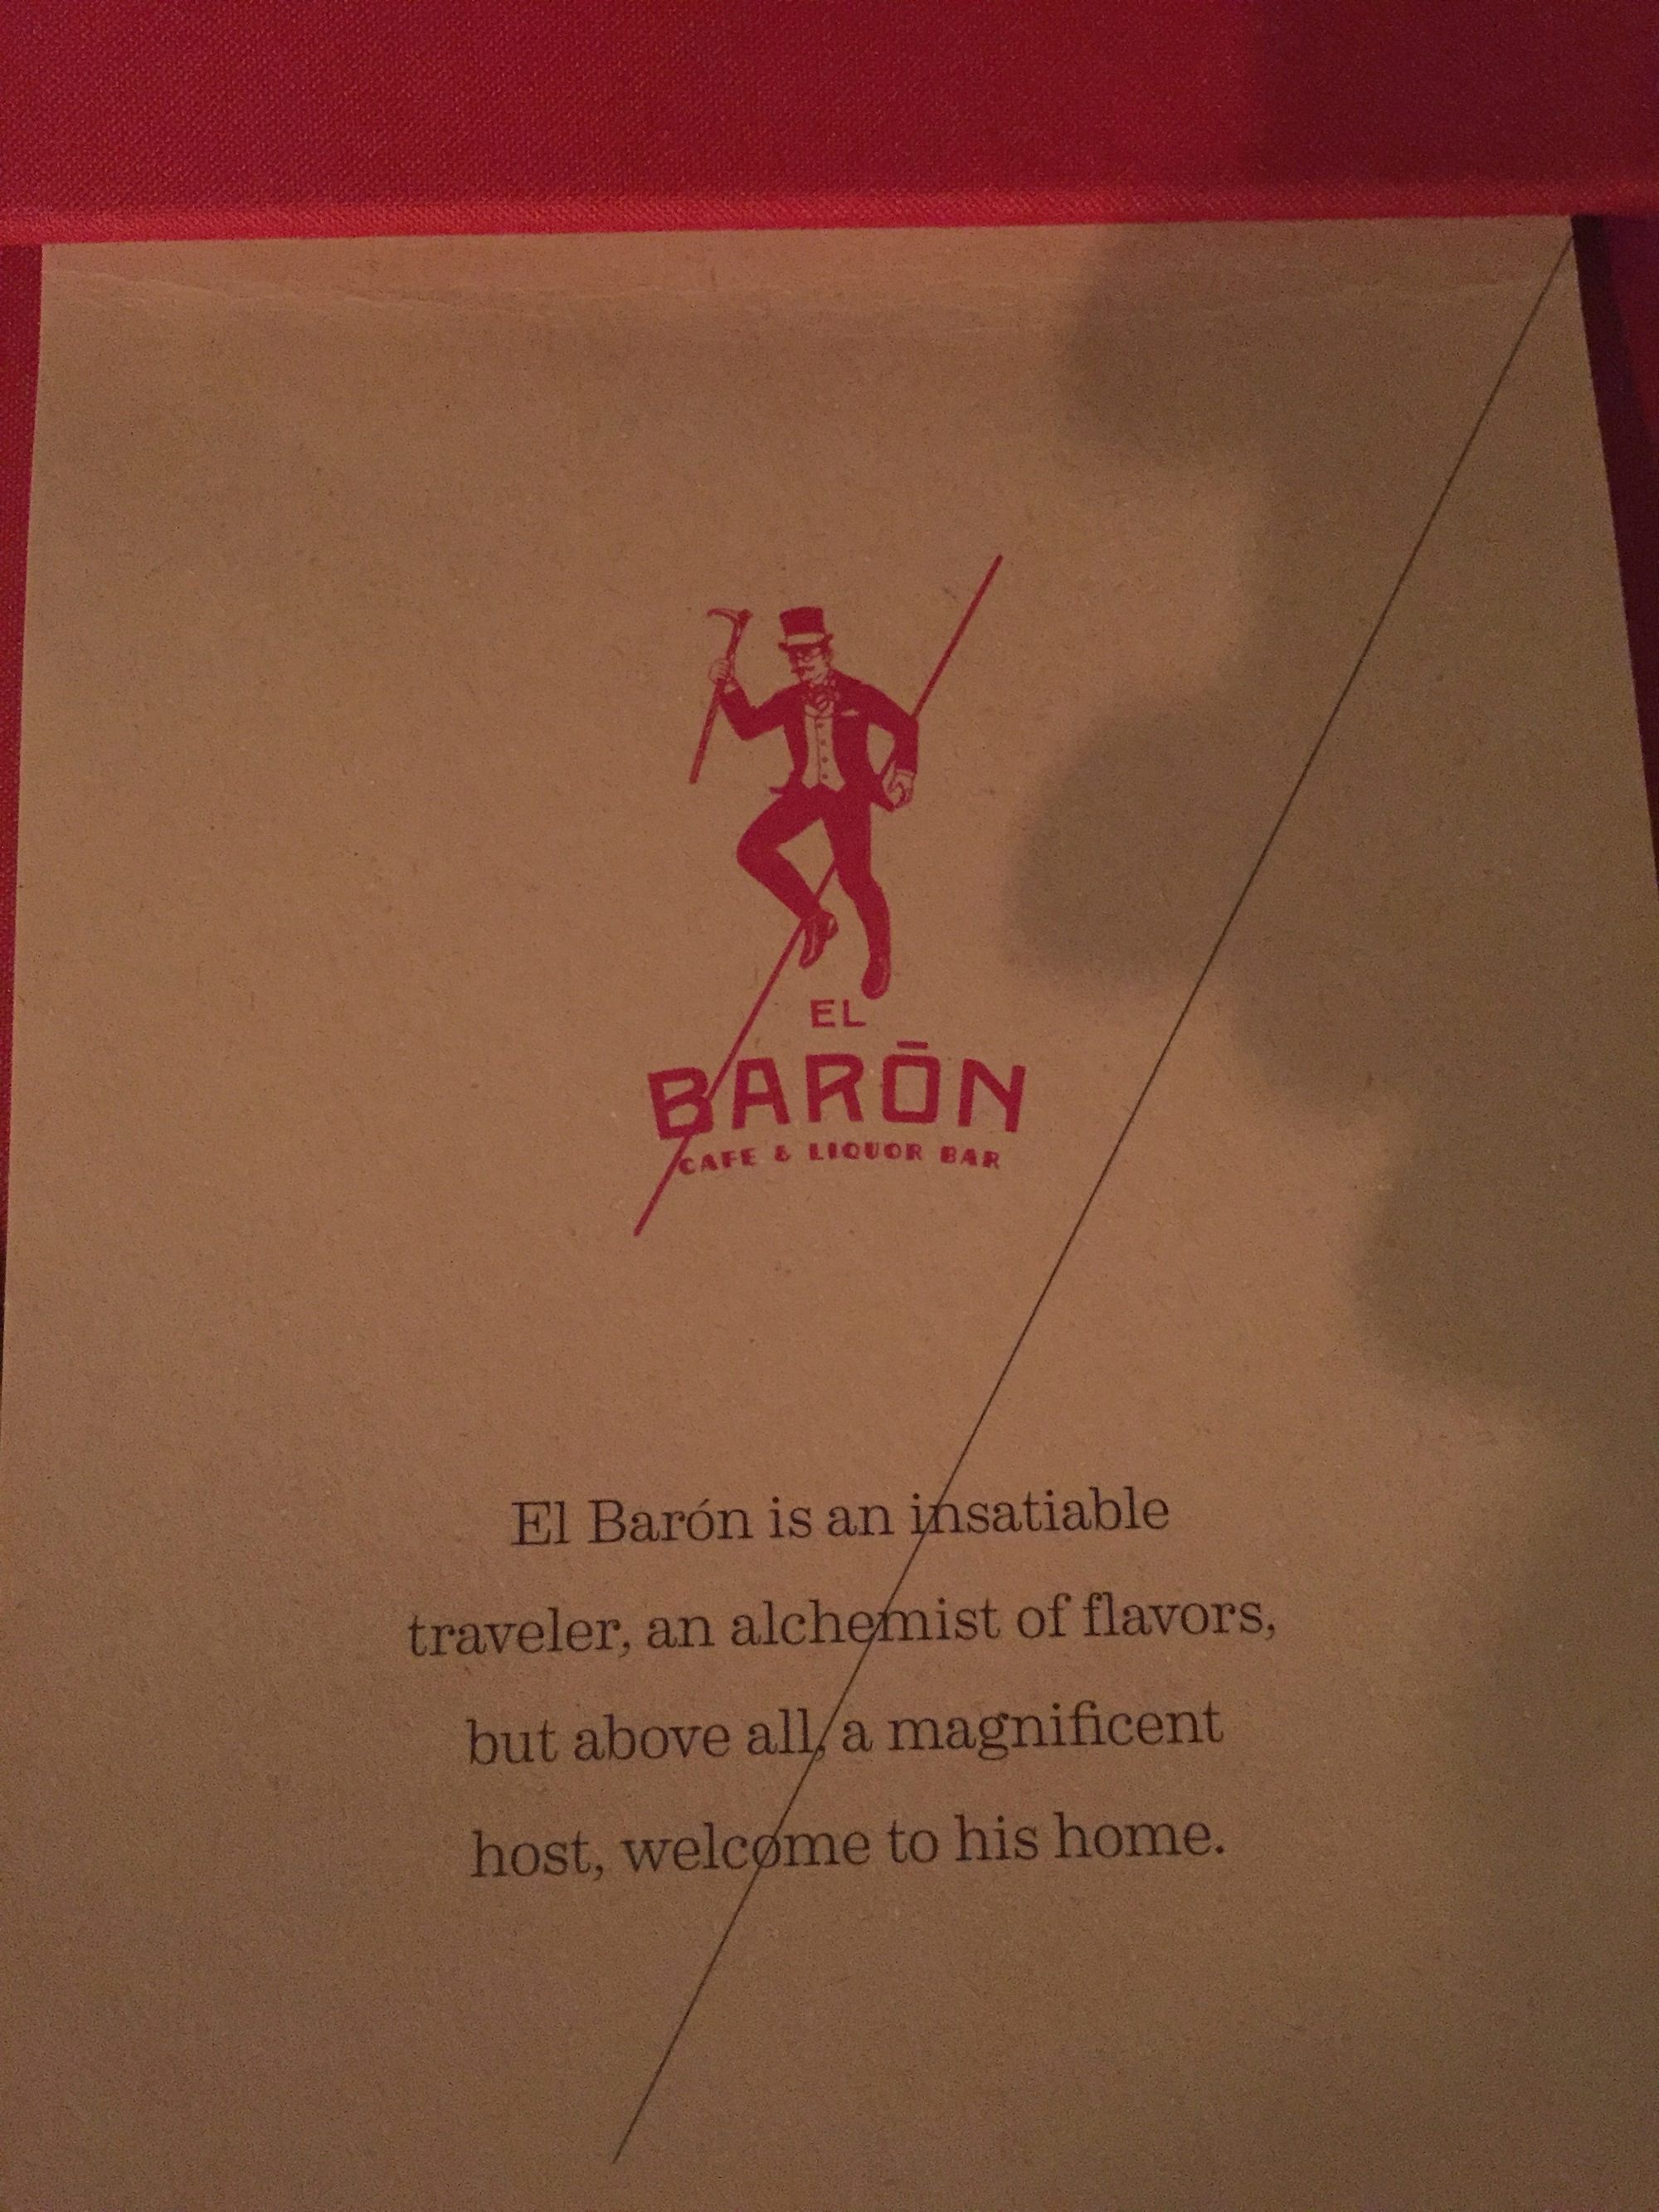 EL
BARŌN
CAFE & LIQUOR BAR
El Barón is an insatiable
traveler, an alchemist of flavors,
but above all, a magnificent
host, welcome to his home.